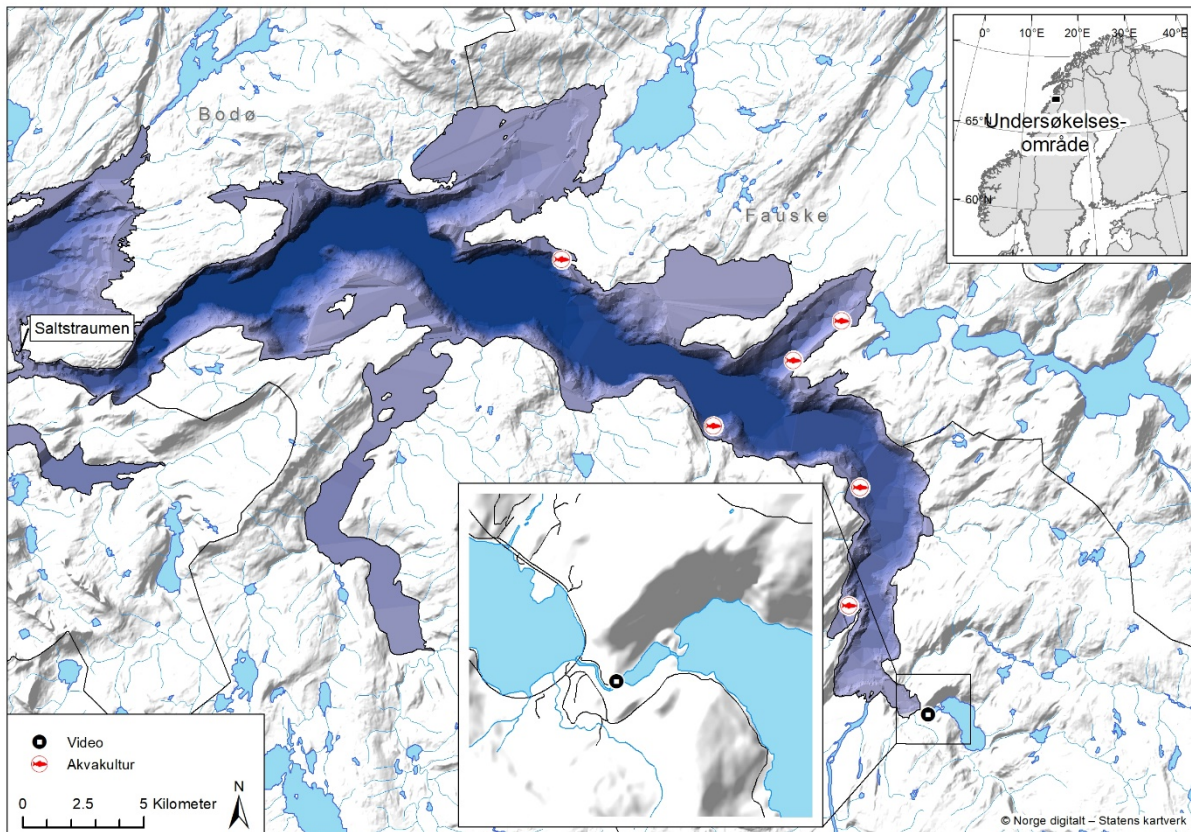 0°
10°E
20°E
30°E
40°E
65°N
Undersøkelses-
område
60°N
Bodø
Fauske
Saltstraumen
Video
Akvakultur
N
0 2.5 5 Kilometer
© Norge digitalt – Statens kartverk